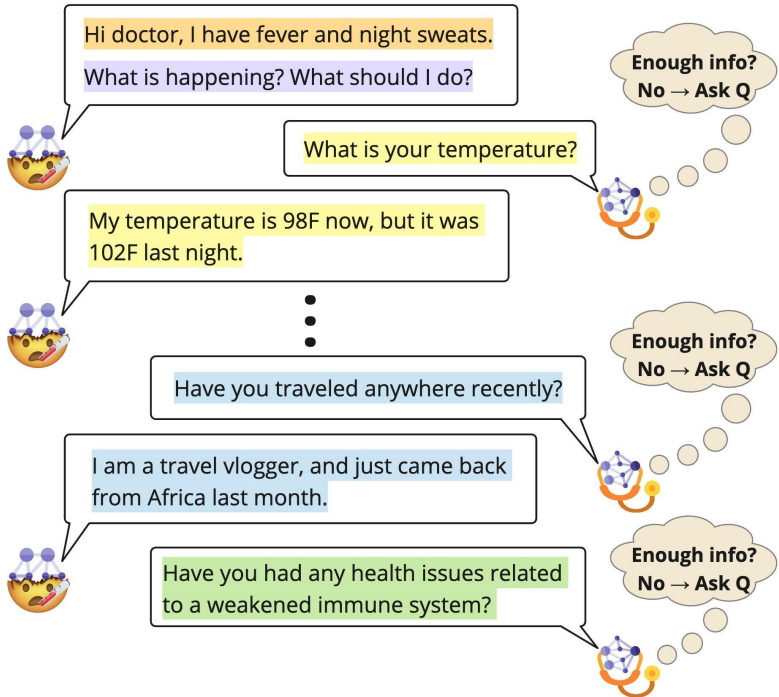 Hi doctor, I have fever and night sweats.
What is happening? What should I do?
Enough info?
No → Ask Q
What is your temperature?
My temperature is 98F now, but it was
102F last night.
Enough info?
No → Ask Q
Have you traveled anywhere recently?
I am a travel vlogger, and just came back
from Africa last month.
Enough info?
No → Ask Q
Have you had any health issues related
to a weakened immune system?